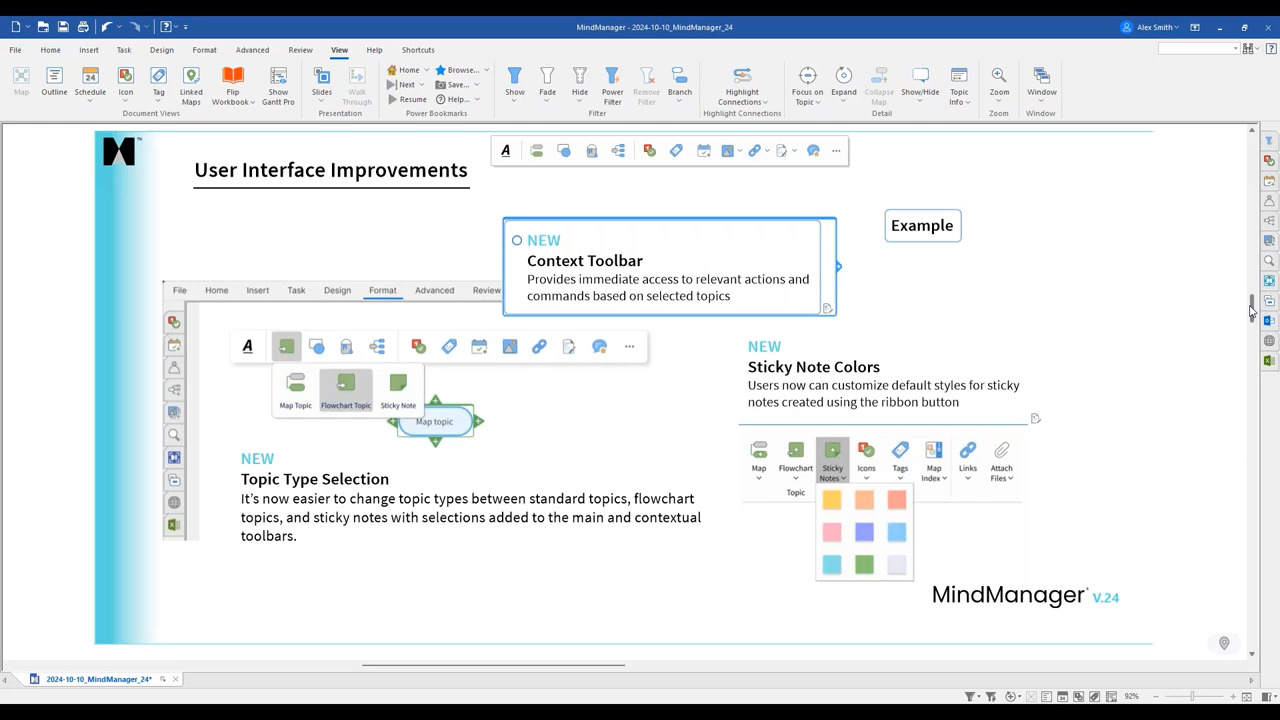 MindManager - 2024-10-10_MindManager_24
Alex Smith
File Home Insert Task Design Format Advanced Review View Help Shortcuts
Map Outline Schedule Icon Tag Linked Maps Flip Workbook Show Gantt Pro
Document Views
Slides Walk Through
Presentation
Home Browse...
Next Save...
Resume Help...
Power Bookmarks
Show Fade Hide Power Filter Remove Filter Branch
Filter
Highlight Connections
Highlight Connections
Focus on Topic Expand Collapse Map Show/Hide Topic Info
Detail
Zoom
Zoom
Window
Window
User Interface Improvements
NEW
Context Toolbar
Provides immediate access to relevant actions and
commands based on selected topics
Example
File Home Insert Task Design Format Advanced Review
Map Topic Flowchart Topic Sticky Note
Map topic
NEW
Topic Type Selection
It's now easier to change topic types between standard topics, flowchart
topics, and sticky notes with selections added to the main and contextual
toolbars.
NEW
Sticky Note Colors
Users now can customize default styles for sticky
notes created using the ribbon button
Map Flowchart Sticky Notes Icons Tags Map Index Links Attach Files
Topic
MindManager V.24
2024-10-10_MindManager_24*
92%